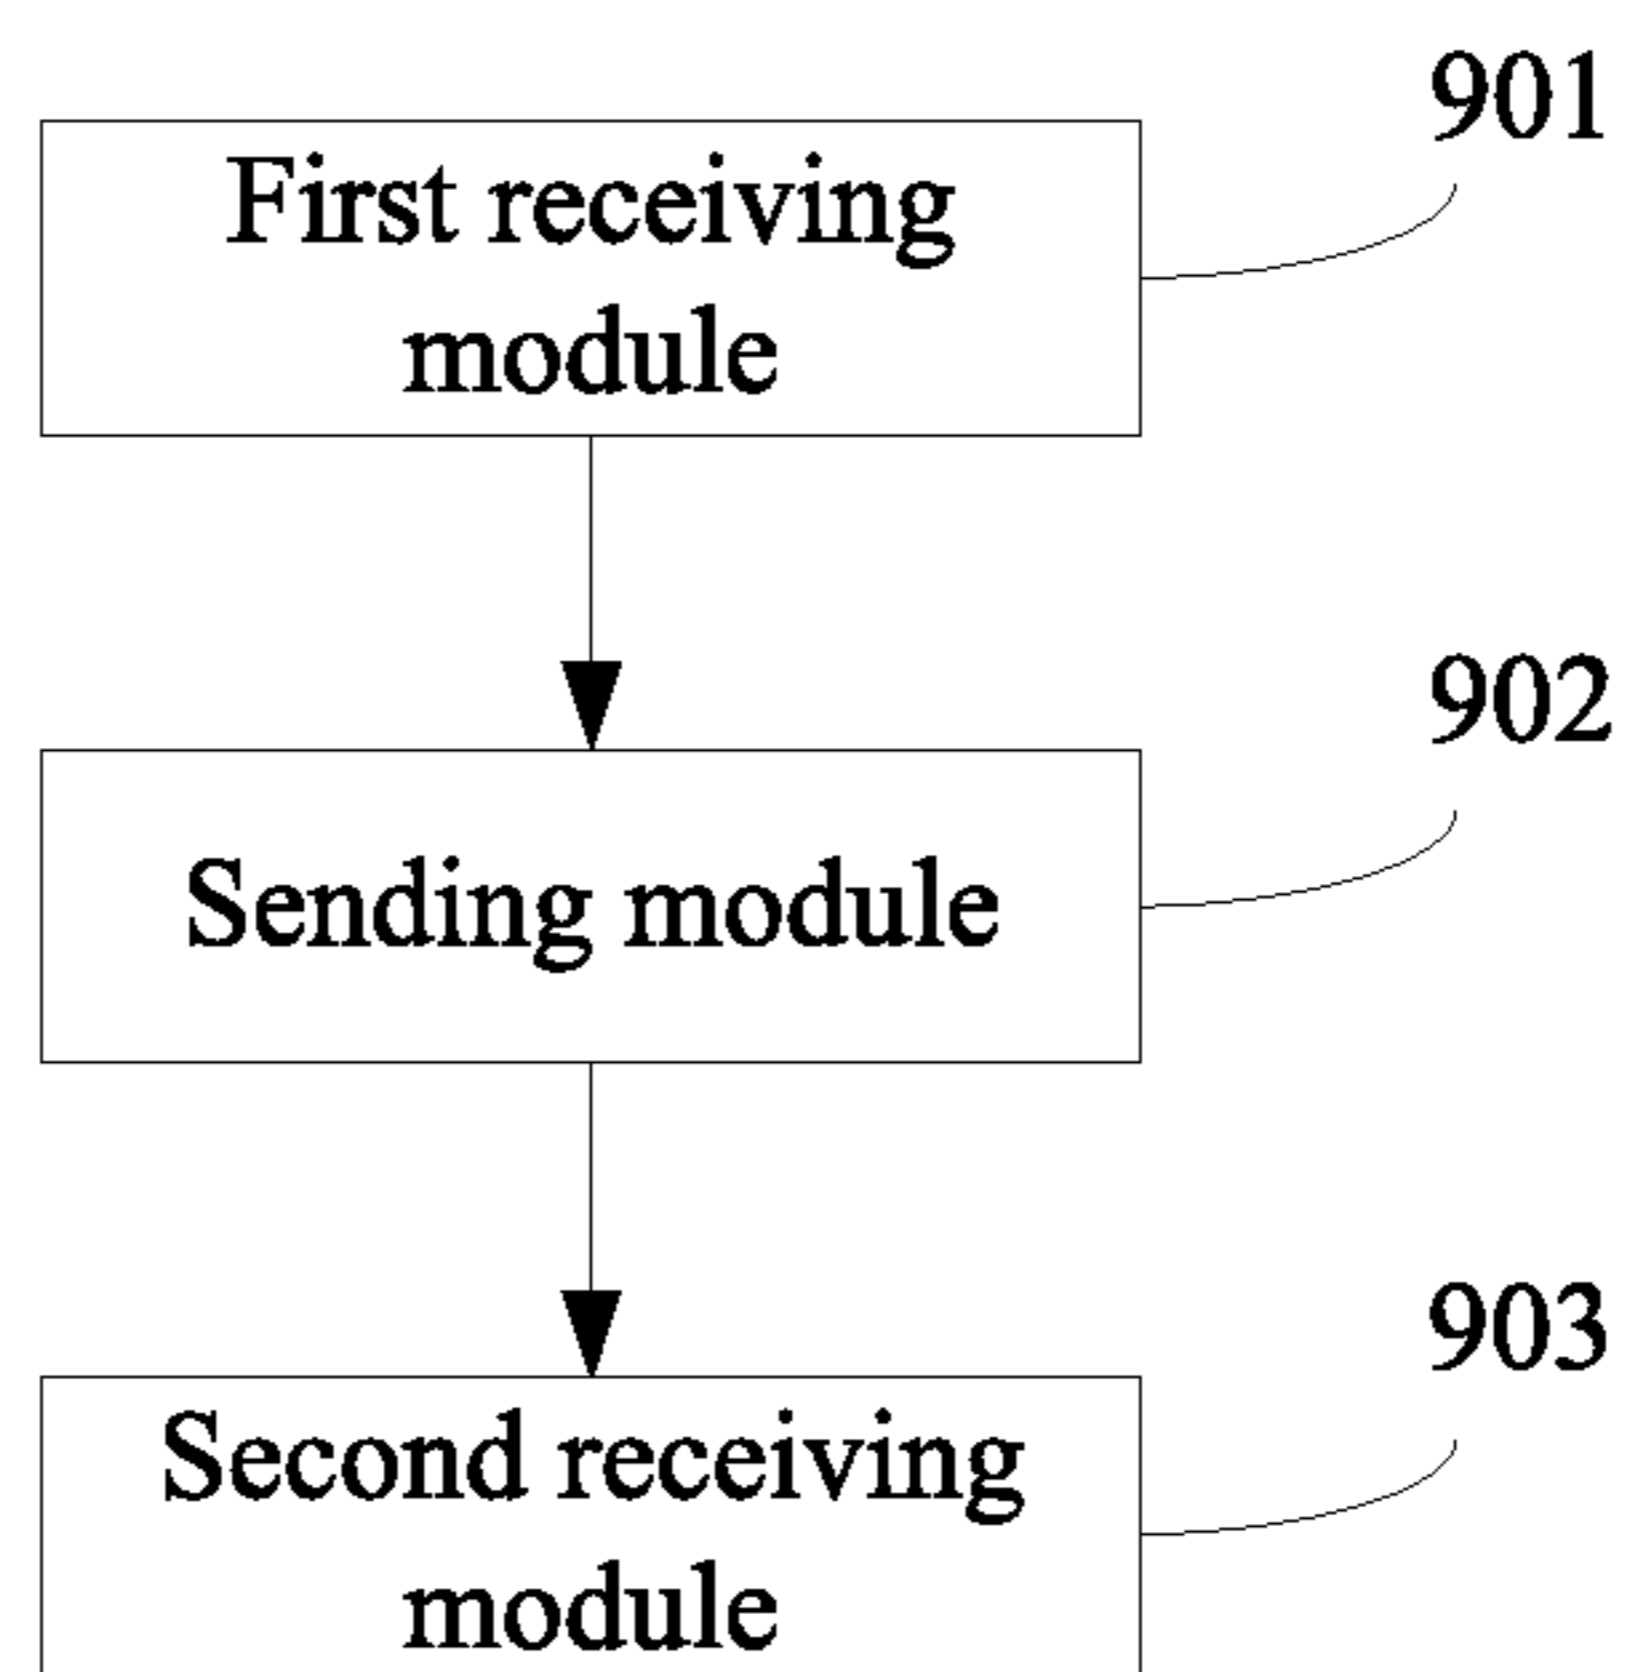 901
First receiving
module
902
Sending module
903
Second receiving
module